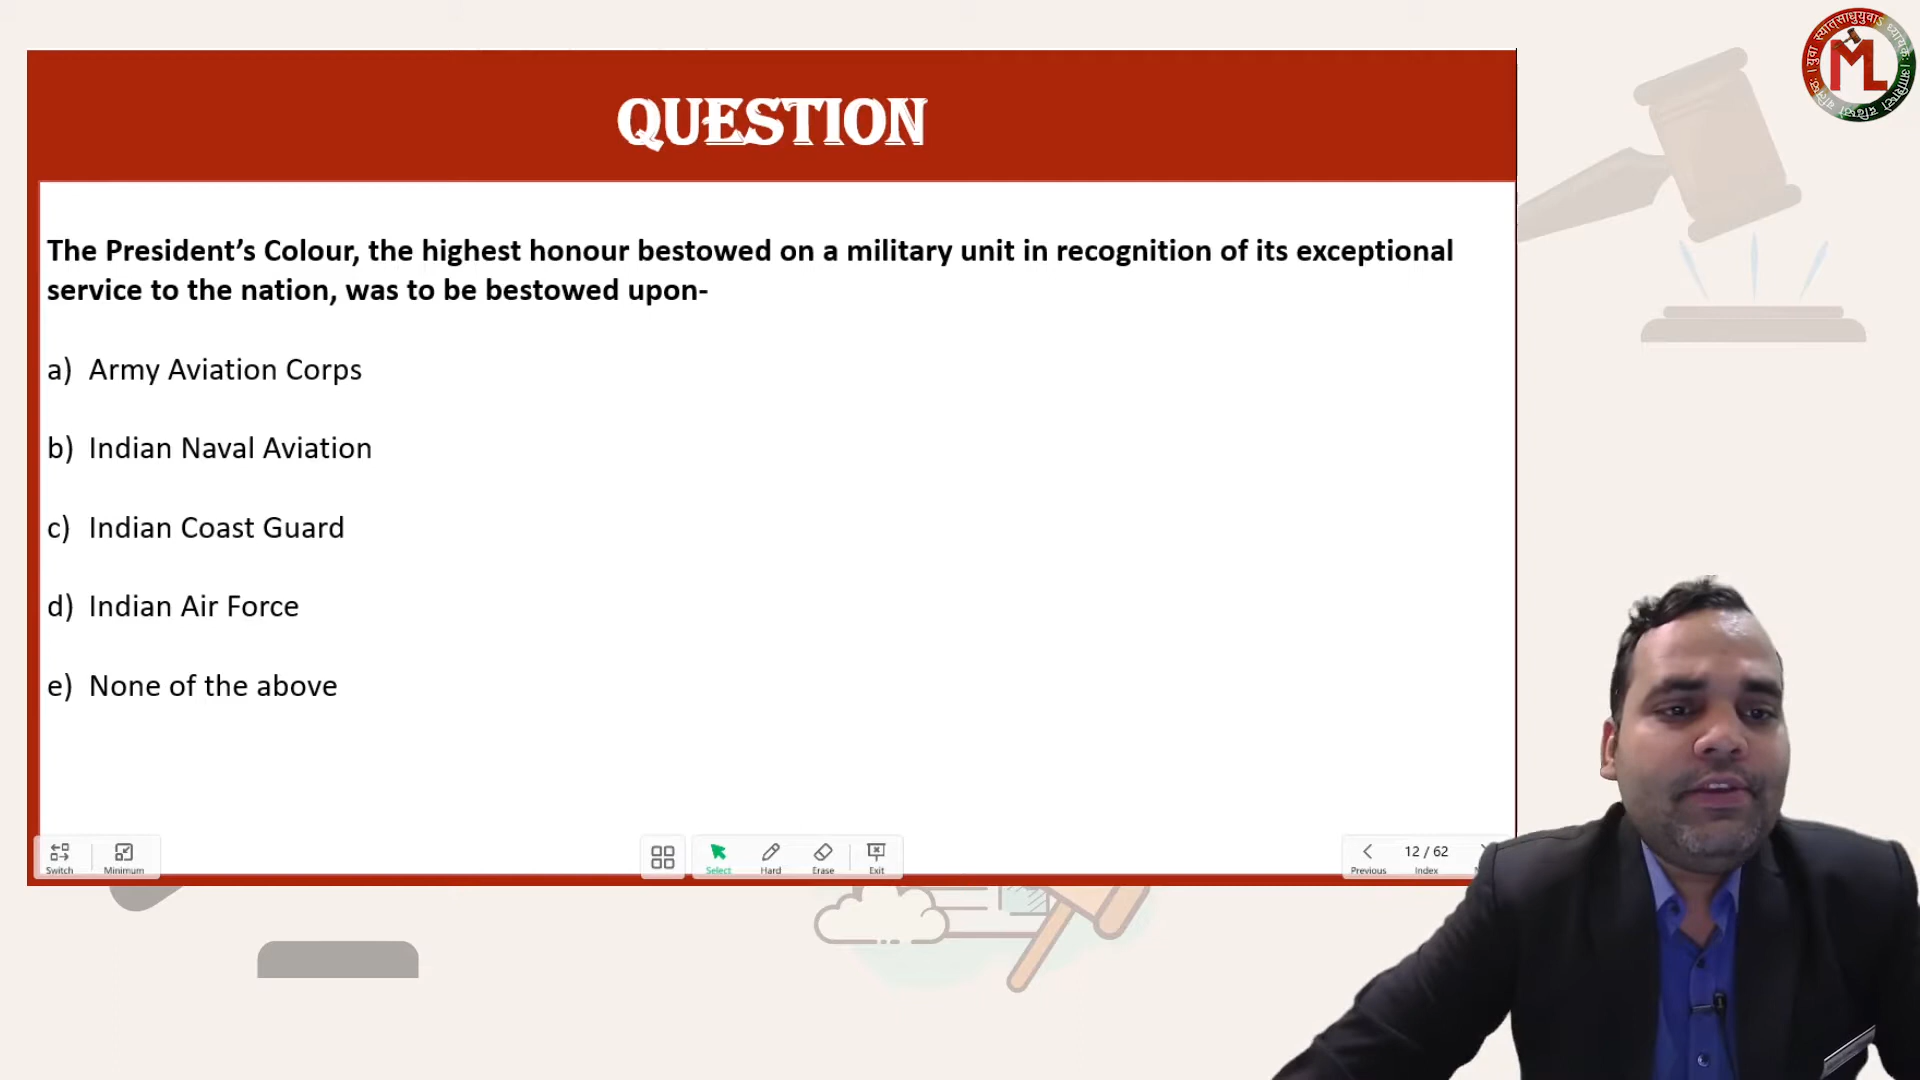 QUESTION
The President’s Colour, the highest honour bestowed on a military unit in recognition of its exceptional
service to the nation, was to be bestowed upon-
a) Army Aviation Corps
b) Indian Naval Aviation
c) Indian Coast Guard
d) Indian Air Force
e) None of the above
Switch
Minimum
Select
Hard
Erase
Exit
Previous
12 / 62
Index
ML